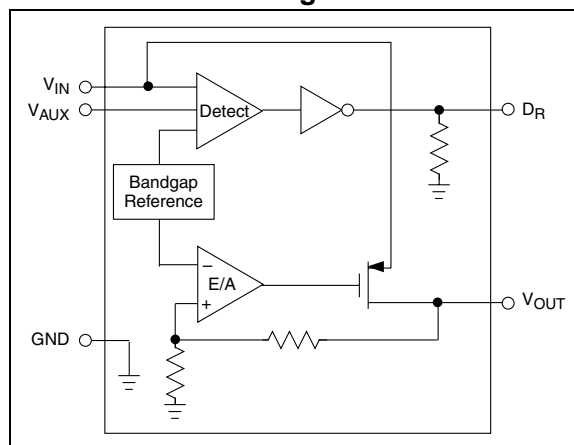 V_IN
V_AUX
Detect
D_R
Bandgap
Reference
−
E/A
+
V_OUT
GND